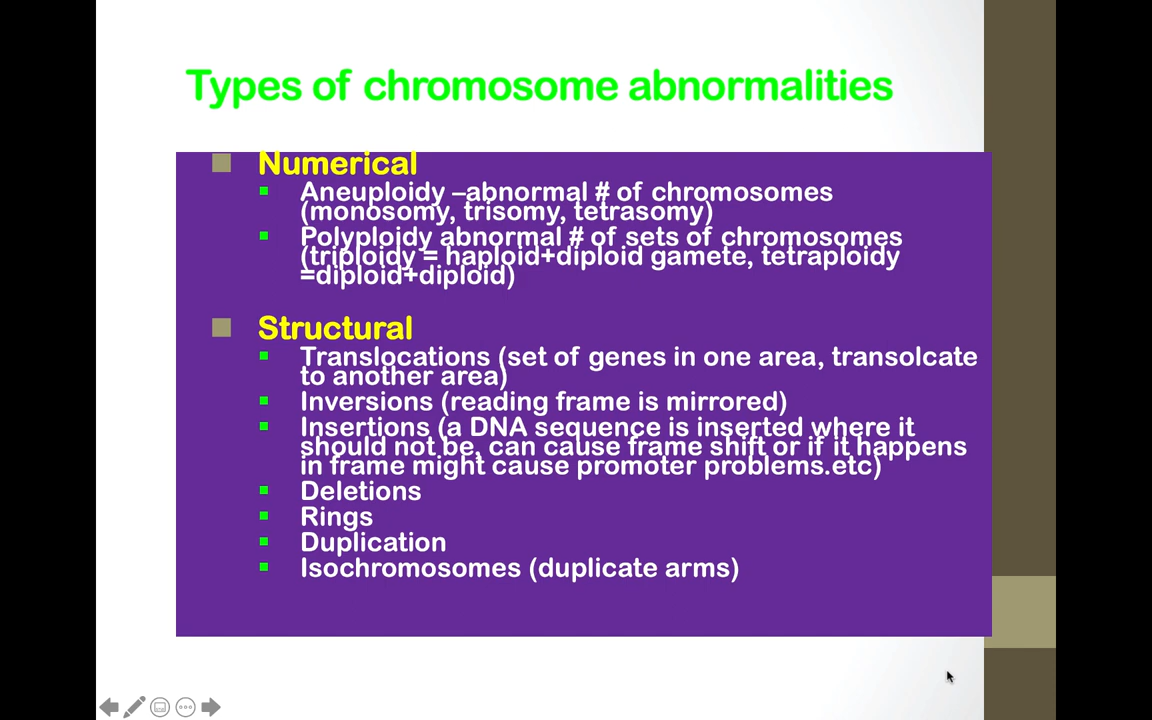 Types of chromosome abnormalities
Numerical
Aneuploidy –abnormal # of chromosomes
(monosomy, trisomy, tetrasomy)
Polyploidy abnormal # of sets of chromosomes
(triploidy = haploid+diploid gamete, tetraploidy
=diploid+diploid)
Structural
Translocations (set of genes in one area, transolcate
to another area)
Inversions (reading frame is mirrored)
Insertions (a DNA sequence is inserted where it
should not be, can cause frame shift or if it happens
in frame might cause promoter problems.etc)
Deletions
Rings
Duplication
Isochromosomes (duplicate arms)